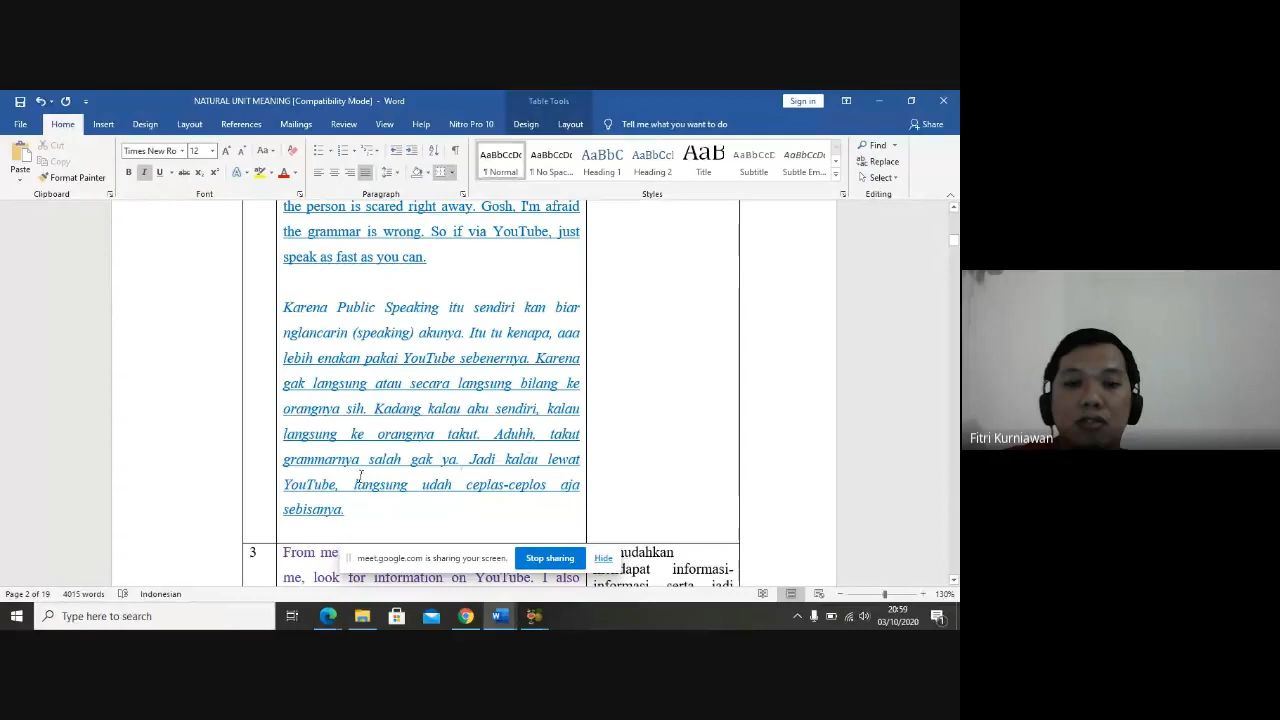 NATURAL UNIT MEANING [Compatibility Mode] - Word
Table Tools
Sign in
File Home Insert Design Layout References Mailings Review View Help Nitro Pro 10 Design Layout Tell me what you want to do Share
Cut
Copy
Format Painter
Paste
Clipboard
Times New Ro 12
Font
Paragraph
AaBbCcDc AaBbCcDc AaBbC AaBbCcl AaB AaBbCcD AaBbCcDc
¶ Normal ¶ No Spac... Heading 1 Heading 2 Title Subtitle Subtle Em...
Styles
Find
Replace
Select
Editing
the person is scared right away. Gosh, I'm afraid
the grammar is wrong. So if via YouTube, just
speak as fast as you can.
Karena Public Speaking itu sendiri kan biar
nglancarin (speaking) akunya. Itu tu kenapa, aaa
lebih enakan pakai YouTube sebenernya. Karena
gak langsung atau secara langsung bilang ke
orangnya sih. Kadang kalau aku sendiri, kalau
langsung ke orangnya takut. Aduhh, takut
grammarnya salah gak ya. Jadi kalau lewat
YouTube, langsung udah ceplas-ceplos aja
sebisanya.
3 From me
me, look for information on YouTube. I also
mendapat informasi-
informasi serta jadi
meet.google.com is sharing your screen. Stop sharing Hide
Page 2 of 19 4015 words Indonesian 130%
Type here to search
20:59
03/10/2020
Fitri Kurniawan